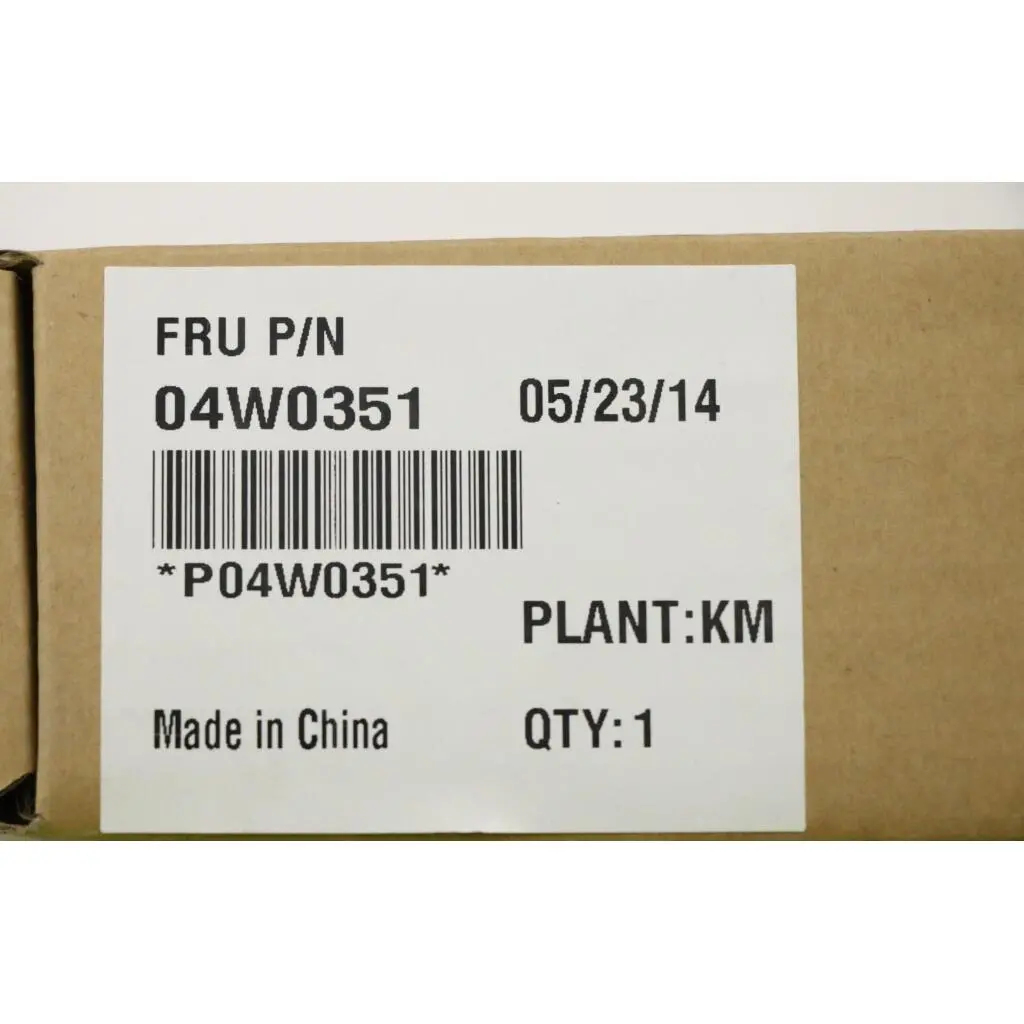 FRU P/N
04W0351 05/23/14
*P04W0351*
PLANT:KM
Made in China QTY:1